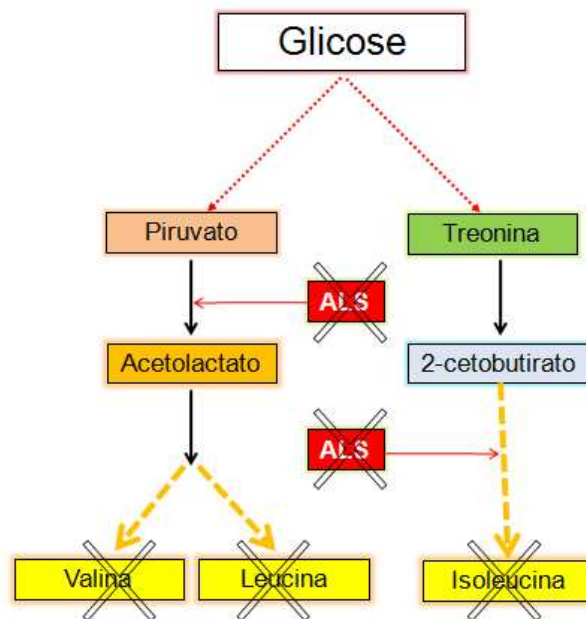 Glicose
Piruvato
Treonina
ALS
Acetolactato
2-cetobutirato
ALS
Valina
Leucina
Isoleucina